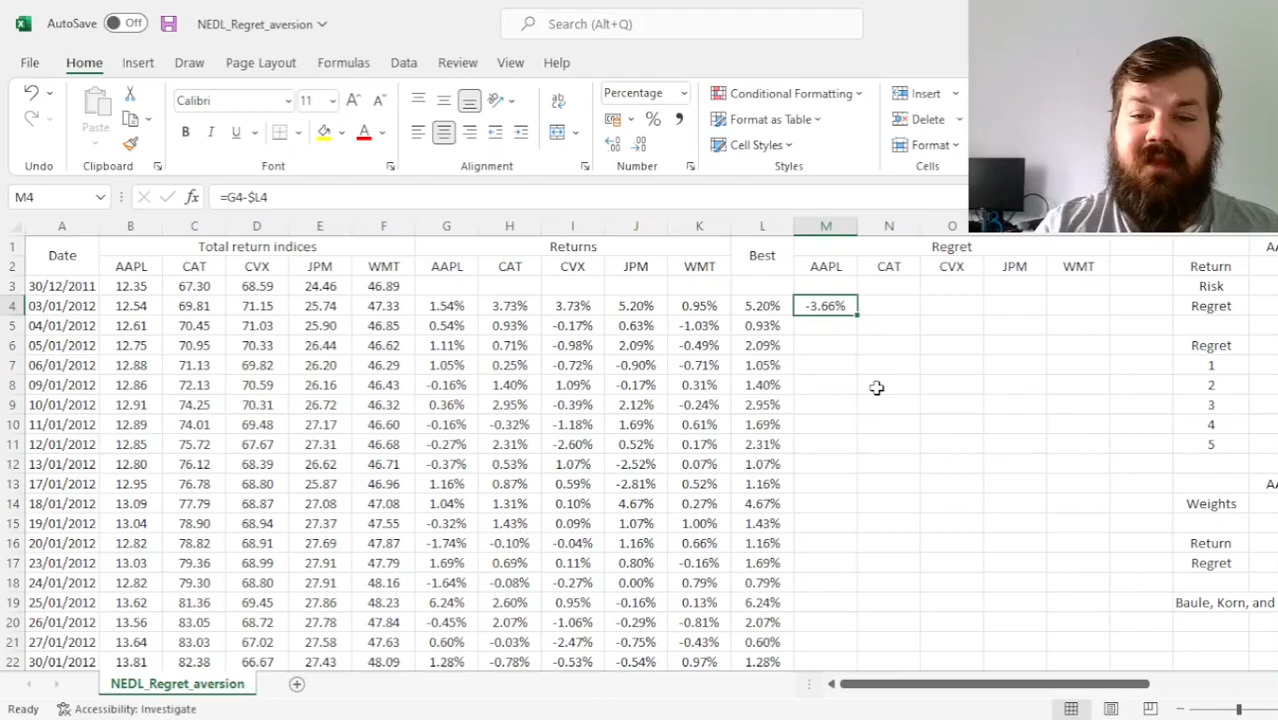 AutoSave Off NEDL_Regret_aversion Search (Alt+Q)
File Home Insert Draw Page Layout Formulas Data Review View Help
Calibri 11 Percentage Conditional Formatting Insert
Paste B I U A % Format as Table Delete
Cell Styles Format
Undo Clipboard Font Alignment Number Styles Cells
M4 fx =G4-$L4
A B C D E F G H I J K L M N O
1 Date Total return indices Returns Best Regret A
2 AAPL CAT CVX JPM WMT AAPL CAT CVX JPM WMT AAPL CAT CVX JPM WMT Return
3 30/12/2011 12.35 67.30 68.59 24.46 46.89 Risk
4 03/01/2012 12.54 69.81 71.15 25.74 47.33 1.54% 3.73% 3.73% 5.20% 0.95% 5.20% -3.66% Regret
5 04/01/2012 12.61 70.45 71.03 25.90 46.85 0.54% 0.93% -0.17% 0.63% -1.03% 0.93%
6 05/01/2012 12.75 70.95 70.33 26.44 46.62 1.11% 0.71% -0.98% 2.09% -0.49% 2.09% Regret
7 06/01/2012 12.88 71.13 69.82 26.20 46.29 1.05% 0.25% -0.72% -0.90% -0.71% 1.05% 1
8 09/01/2012 12.86 72.13 70.59 26.16 46.43 -0.16% 1.40% 1.09% -0.17% 0.31% 1.40% 2
9 10/01/2012 12.91 74.25 70.31 26.72 46.32 0.36% 2.95% -0.39% 2.12% -0.24% 2.95% 3
10 11/01/2012 12.89 74.01 69.48 27.17 46.60 -0.16% -0.32% -1.18% 1.69% 0.61% 1.69% 4
11 12/01/2012 12.85 75.72 67.67 27.31 46.68 -0.27% 2.31% -2.60% 0.52% 0.17% 2.31% 5
12 13/01/2012 12.80 76.12 68.39 26.62 46.71 -0.37% 0.53% 1.07% -2.52% 0.07% 1.07%
13 17/01/2012 12.95 76.78 68.80 25.87 46.96 1.16% 0.87% 0.59% -2.81% 0.52% 1.16% A
14 18/01/2012 13.09 77.79 68.87 27.08 47.08 1.04% 1.31% 0.10% 4.67% 0.27% 4.67% Weights
15 19/01/2012 13.04 78.90 68.94 27.37 47.55 -0.32% 1.43% 0.09% 1.07% 1.00% 1.43%
16 20/01/2012 12.82 78.82 68.91 27.69 47.87 -1.74% -0.10% -0.04% 1.16% 0.66% 1.16% Return
17 23/01/2012 13.03 79.36 68.99 27.91 47.79 1.69% 0.69% 0.11% 0.80% -0.16% 1.69% Regret
18 24/01/2012 12.82 79.30 68.80 27.91 48.16 -1.64% -0.08% -0.27% 0.00% 0.79% 0.79%
19 25/01/2012 13.62 81.36 69.45 27.86 48.23 6.24% 2.60% 0.95% -0.16% 0.13% 6.24% Baule, Korn, and
20 26/01/2012 13.56 83.05 68.72 27.78 47.84 -0.45% 2.07% -1.06% -0.29% -0.81% 2.07%
21 27/01/2012 13.64 83.03 67.02 27.58 47.63 0.60% -0.03% -2.47% -0.75% -0.43% 0.60%
22 30/01/2012 13.81 82.38 66.67 27.43 48.09 1.28% -0.78% -0.53% -0.54% 0.97% 1.28%
NEDL_Regret_aversion
Ready Accessibility: Investigate